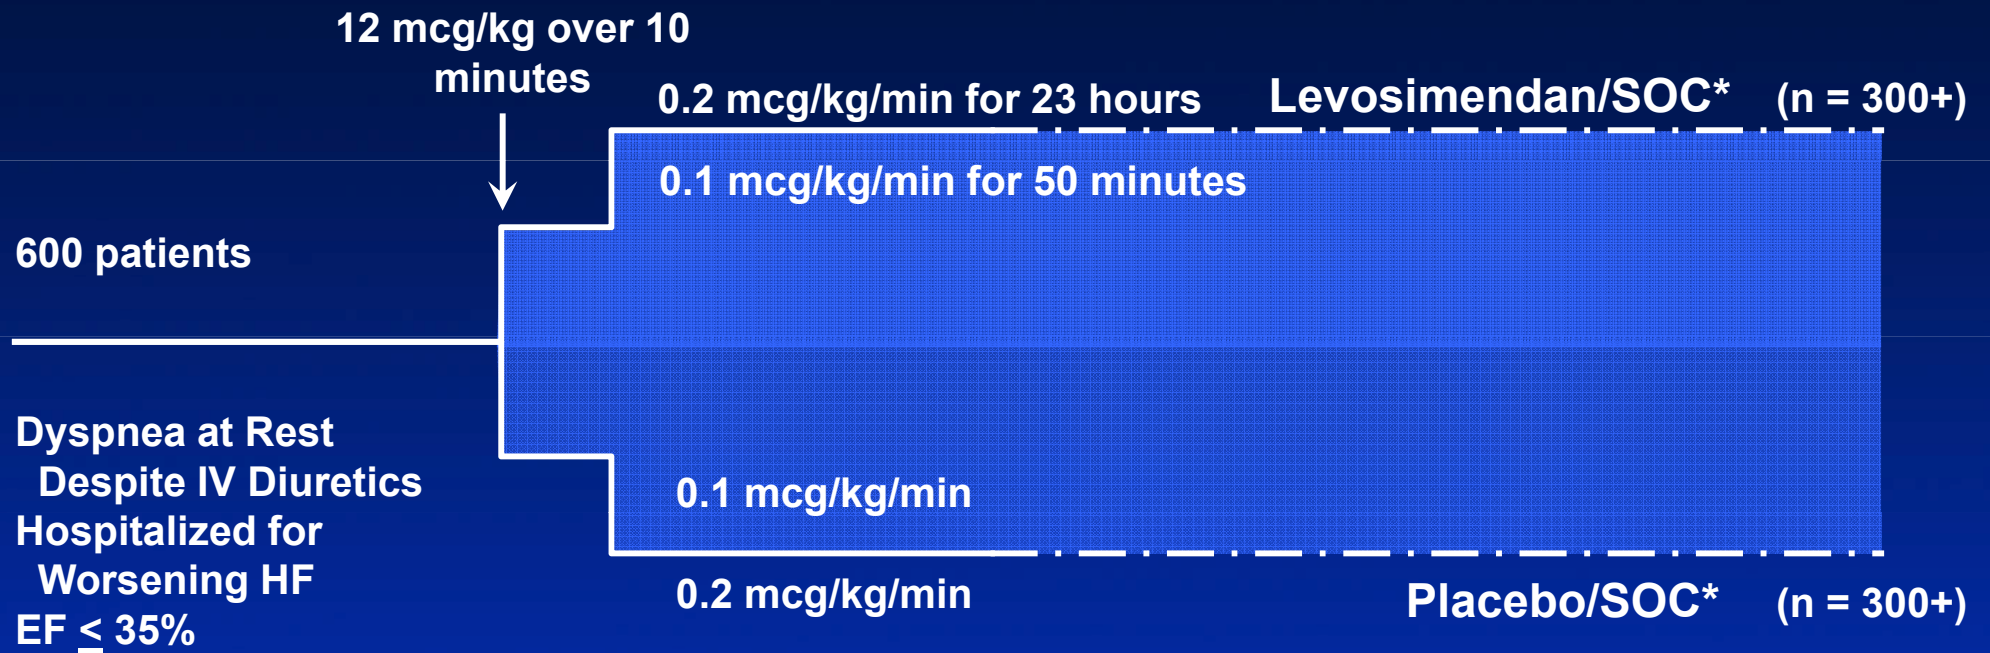 12 mcg/kg over 10
minutes
0.2 mcg/kg/min for 23 hours
Levosimendan/SOC* (n = 300+)
0.1 mcg/kg/min for 50 minutes
600 patients
Dyspnea at Rest
Despite IV Diuretics
Hospitalized for
Worsening HF
EF < 35%
0.1 mcg/kg/min
0.2 mcg/kg/min
Placebo/SOC* (n = 300+)